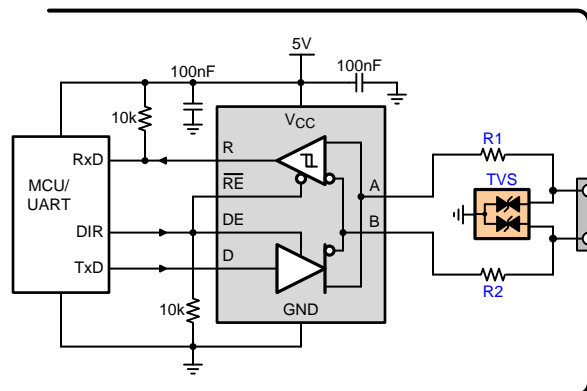 5V
100nF
100nF
10k
VCC
R1
RxD
R
TVS
MCU/
UART
RE
A
DIR
DE
B
TxD
D
R2
10k
GND